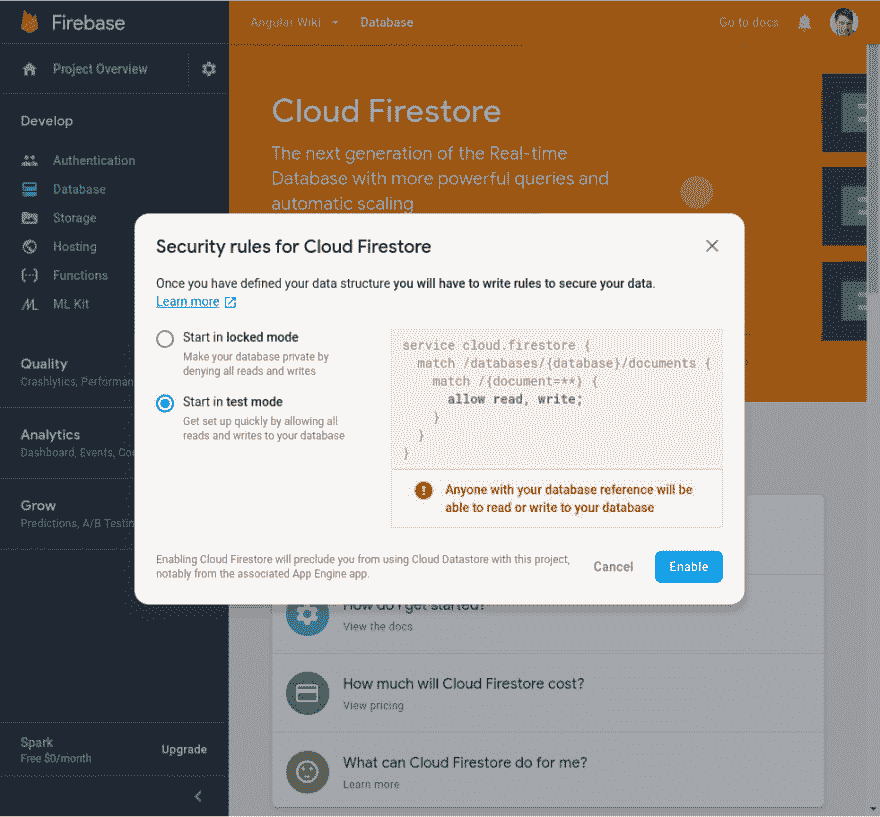 Firebase
Angular Wiki
Database
Go to docs
Project Overview
Develop
Authentication
Database
Storage
Hosting
Functions
ML Kit
Quality
Crashlytics, Performan
Analytics
Dashboard, Events, Co
Grow
Predictions, A/B Testin
Spark
Free $0/month
Upgrade
Cloud Firestore
The next generation of the Real-time
Database with more powerful queries and
automatic scaling
Security rules for Cloud Firestore
Once you have defined your data structure you will have to write rules to secure your data.
Learn more
Start in locked mode
Make your database private by
denying all reads and writes
Start in test mode
Get set up quickly by allowing all
reads and writes to your database
service cloud.firestore {
match /databases/{database}/documents {
match /{document=**} {
allow read, write;
}
}
}
Anyone with your database reference will be
able to read or write to your database
Enabling Cloud Firestore will preclude you from using Cloud Datastore with this project,
notably from the associated App Engine app.
Cancel
Enable
How do I get started?
View the docs
How much will Cloud Firestore cost?
View pricing
What can Cloud Firestore do for me?
Learn more